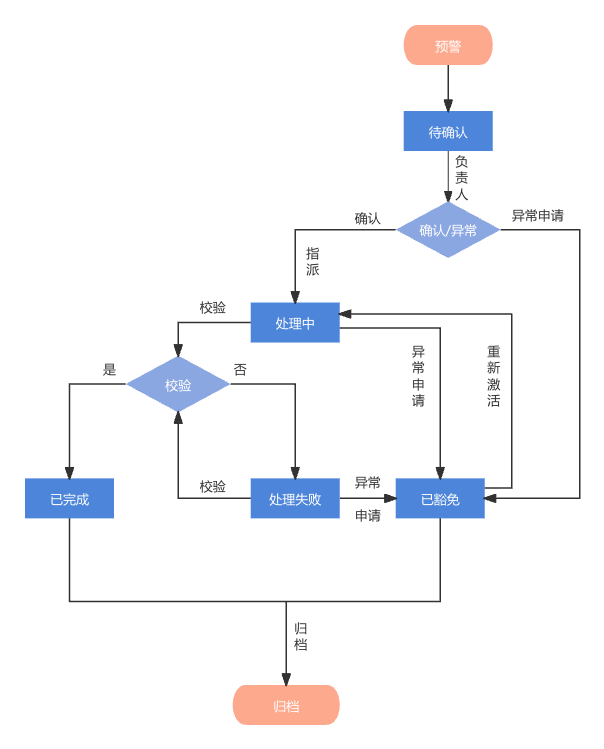 预警
待确认
负责人
确认/异常
确认
异常申请
指派
处理中
校验
异常申请
重新激活
校验
是
否
校验
已完成
处理失败
异常
申请
已豁免
归档
归档